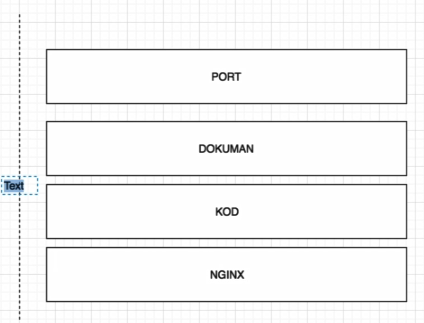 PORT
DOKUMAN
Text
KOD
NGINX